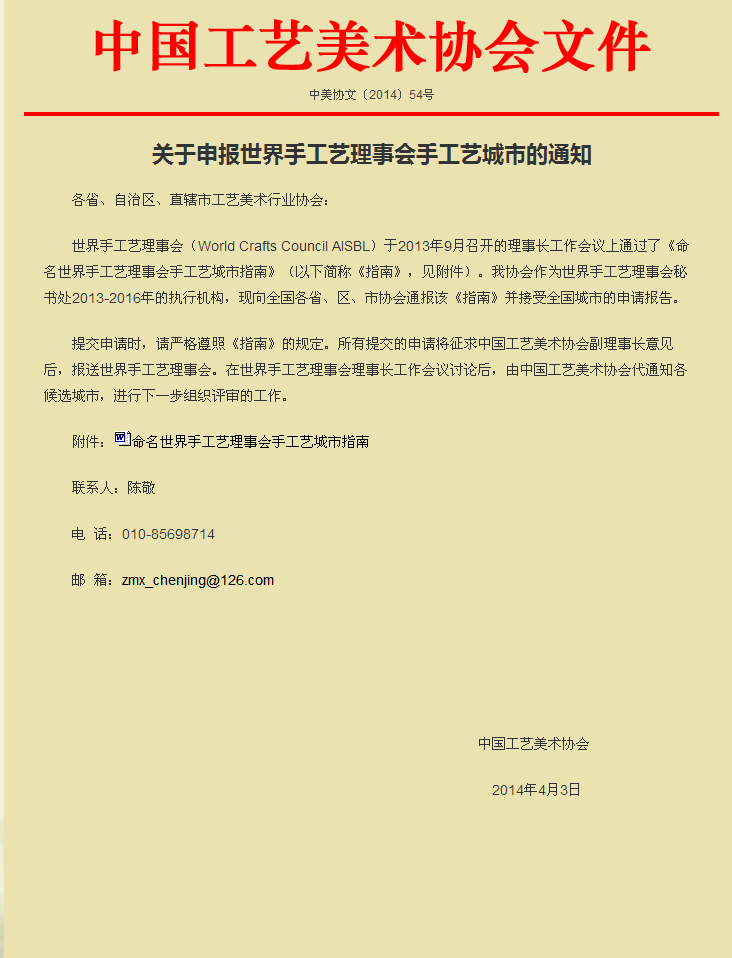 中国工艺美术协会文件
中美协文〔2014〕54号
关于申报世界手工艺理事会手工艺城市的通知
各省、自治区、直辖市工艺美术行业协会：
世界手工艺理事会（World Crafts Council AISBL）于2013年9月召开的理事长工作会议上通过了《命
名世界手工艺理事会手工艺城市指南》（以下简称《指南》，见附件）。我协会作为世界手工艺理事会秘
书处2013-2016年的执行机构，现向全国各省、区、市协会通报该《指南》并接受全国城市的申请报告。
提交申请时，请严格遵照《指南》的规定。所有提交的申请将征求中国工艺美术协会副理事长意见
后，报送世界手工艺理事会。在世界手工艺理事会理事长工作会议讨论后，由中国工艺美术协会代通知各
候选城市，进行下一步组织评审的工作。
附件：命名世界手工艺理事会手工艺城市指南
联系人：陈敬
电 话：010-85698714
邮 箱：zmx_chenjing@126.com
中国工艺美术协会
2014年4月3日